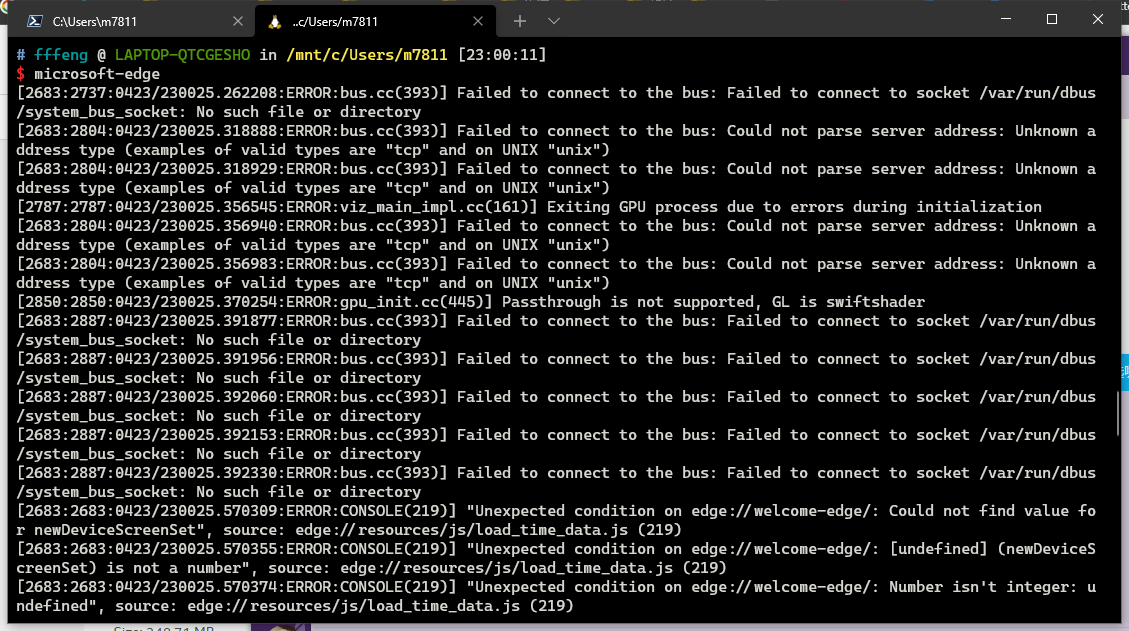 C:\Users\m7811
..c/Users/m7811
# fffeng @ LAPTOP-QTCGESHO in /mnt/c/Users/m7811 [23:00:11]
$ microsoft-edge
[2683:2737:0423/230025.262208:ERROR:bus.cc(393)] Failed to connect to the bus: Failed to connect to socket /var/run/dbus
/system_bus_socket: No such file or directory
[2683:2804:0423/230025.318888:ERROR:bus.cc(393)] Failed to connect to the bus: Could not parse server address: Unknown a
ddress type (examples of valid types are "tcp" and on UNIX "unix")
[2683:2804:0423/230025.318929:ERROR:bus.cc(393)] Failed to connect to the bus: Could not parse server address: Unknown a
ddress type (examples of valid types are "tcp" and on UNIX "unix")
[2787:2787:0423/230025.356545:ERROR:viz_main_impl.cc(161)] Exiting GPU process due to errors during initialization
[2683:2804:0423/230025.356940:ERROR:bus.cc(393)] Failed to connect to the bus: Could not parse server address: Unknown a
ddress type (examples of valid types are "tcp" and on UNIX "unix")
[2683:2804:0423/230025.356983:ERROR:bus.cc(393)] Failed to connect to the bus: Could not parse server address: Unknown a
ddress type (examples of valid types are "tcp" and on UNIX "unix")
[2850:2850:0423/230025.370254:ERROR:gpu_init.cc(445)] Passthrough is not supported, GL is swiftshader
[2683:2887:0423/230025.391877:ERROR:bus.cc(393)] Failed to connect to the bus: Failed to connect to socket /var/run/dbus
/system_bus_socket: No such file or directory
[2683:2887:0423/230025.391956:ERROR:bus.cc(393)] Failed to connect to the bus: Failed to connect to socket /var/run/dbus
/system_bus_socket: No such file or directory
[2683:2887:0423/230025.392060:ERROR:bus.cc(393)] Failed to connect to the bus: Failed to connect to socket /var/run/dbus
/system_bus_socket: No such file or directory
[2683:2887:0423/230025.392153:ERROR:bus.cc(393)] Failed to connect to the bus: Failed to connect to socket /var/run/dbus
/system_bus_socket: No such file or directory
[2683:2887:0423/230025.392330:ERROR:bus.cc(393)] Failed to connect to the bus: Failed to connect to socket /var/run/dbus
/system_bus_socket: No such file or directory
[2683:2683:0423/230025.570309:ERROR:CONSOLE(219)] "Unexpected condition on edge://welcome-edge/: Could not find value fo
r newDeviceScreenSet", source: edge://resources/js/load_time_data.js (219)
[2683:2683:0423/230025.570355:ERROR:CONSOLE(219)] "Unexpected condition on edge://welcome-edge/: [undefined] (newDeviceS
creenSet) is not a number", source: edge://resources/js/load_time_data.js (219)
[2683:2683:0423/230025.570374:ERROR:CONSOLE(219)] "Unexpected condition on edge://welcome-edge/: Number isn't integer: u
ndefined", source: edge://resources/js/load_time_data.js (219)